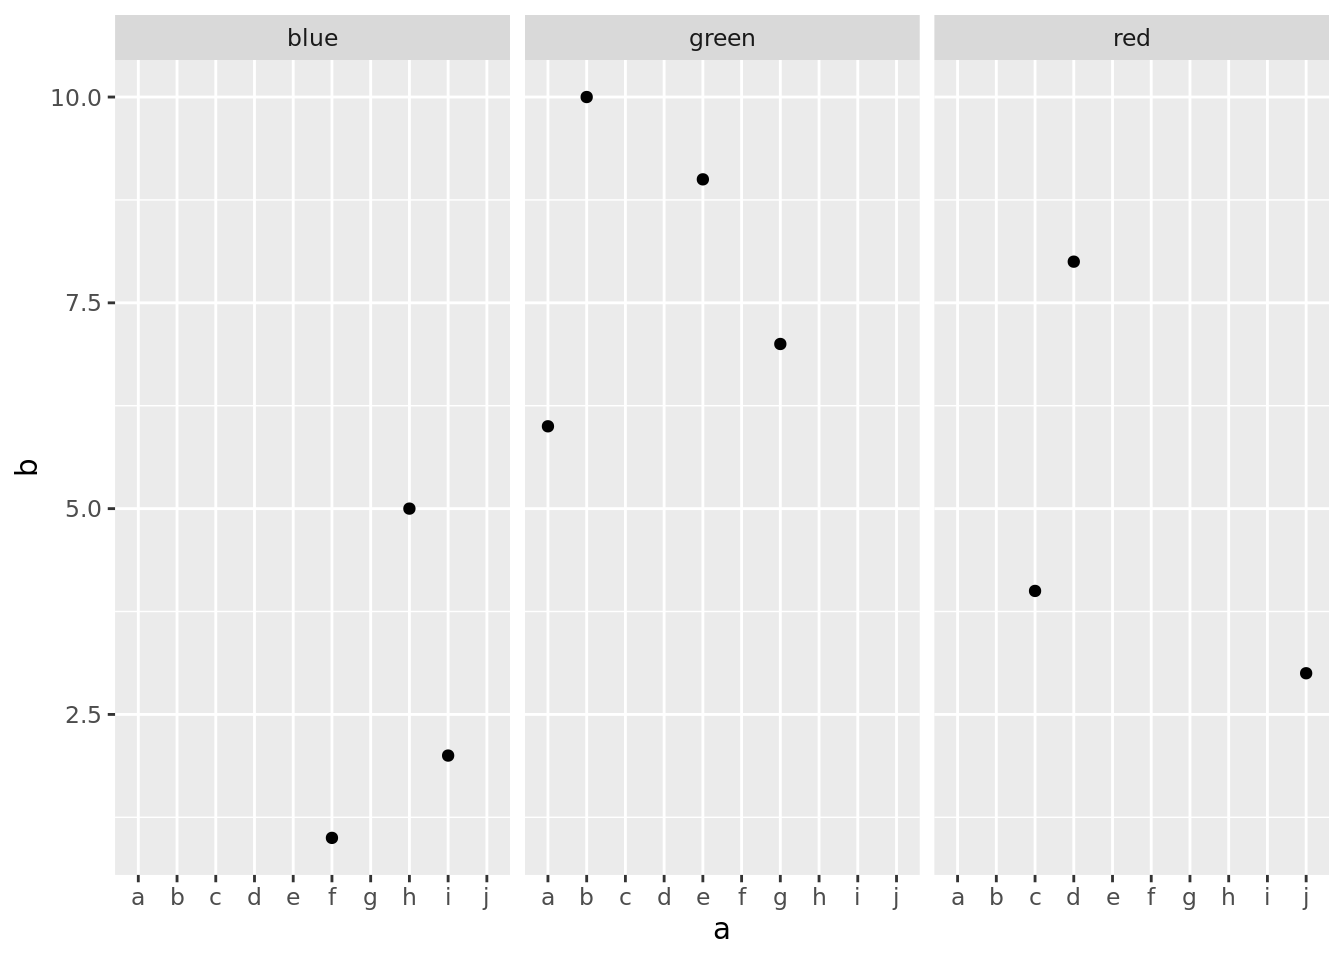 blue green red
10.0
7.5
b
5.0
2.5
a b c d e f g h i j a b c d e f g h i j a b c d e f g h i j
a